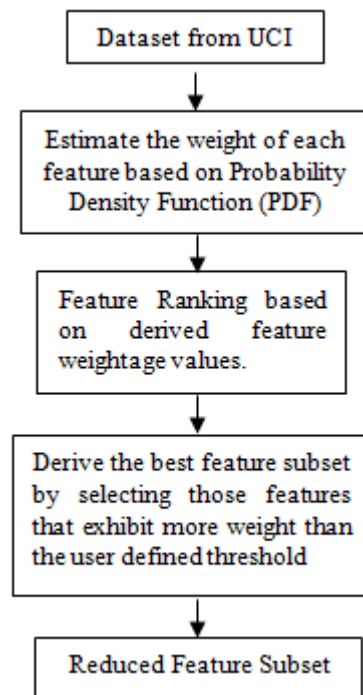 Dataset from UCI
Estimate the weight of each
feature based on Probability
Density Function (PDF)
Feature Ranking based
on derived feature
weightage values.
Derive the best feature subset
by selecting those features
that exhibit more weight than
the user defined threshold
Reduced Feature Subset